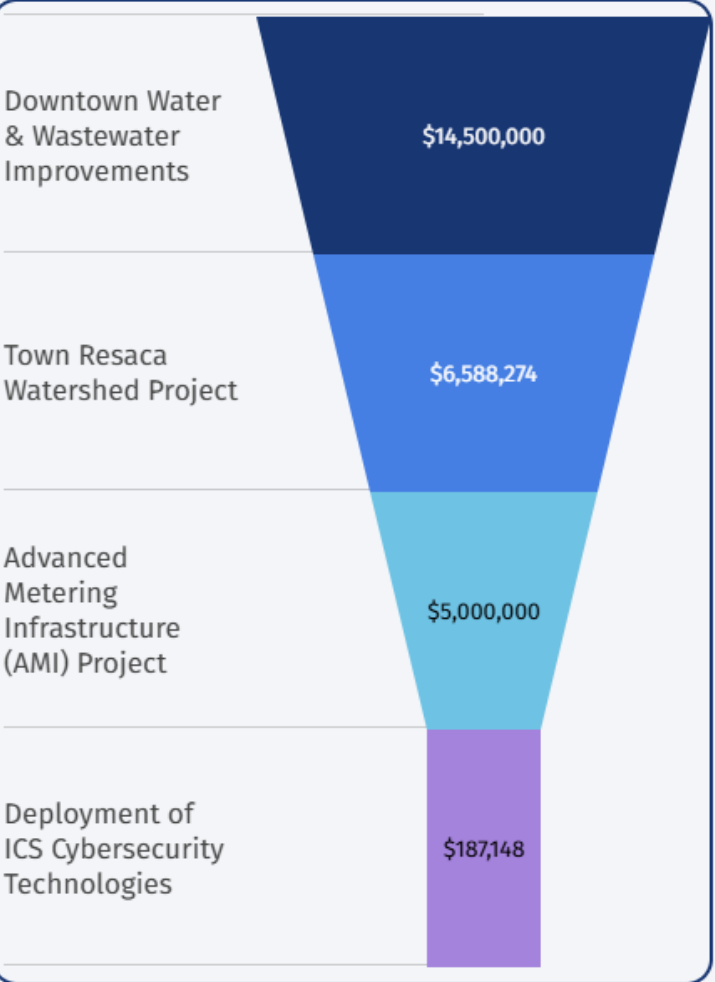 Downtown Water
& Wastewater
Improvements
$14,500,000
Town Resaca
Watershed Project
$6,588,274
Advanced
Metering
Infrastructure
(AMI) Project
$5,000,000
Deployment of
ICS Cybersecurity
Technologies
$187,148